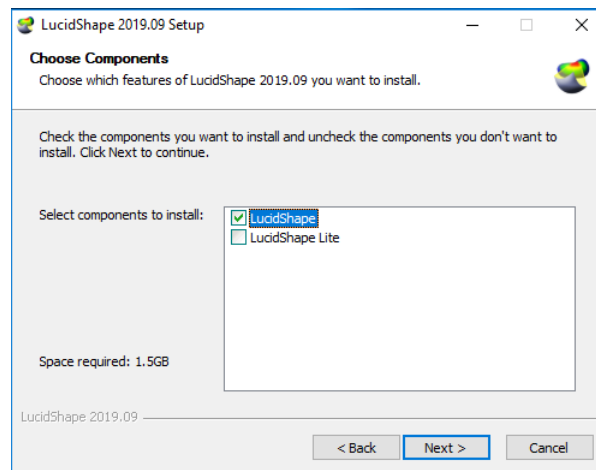 LucidShape 2019.09 Setup
Choose Components
Choose which features of LucidShape 2019.09 you want to install.
Check the components you want to install and uncheck the components you don't want to
install. Click Next to continue.
Select components to install:
LucidShape
LucidShape Lite
Space required: 1.5GB
LucidShape 2019.09
< Back
Next >
Cancel